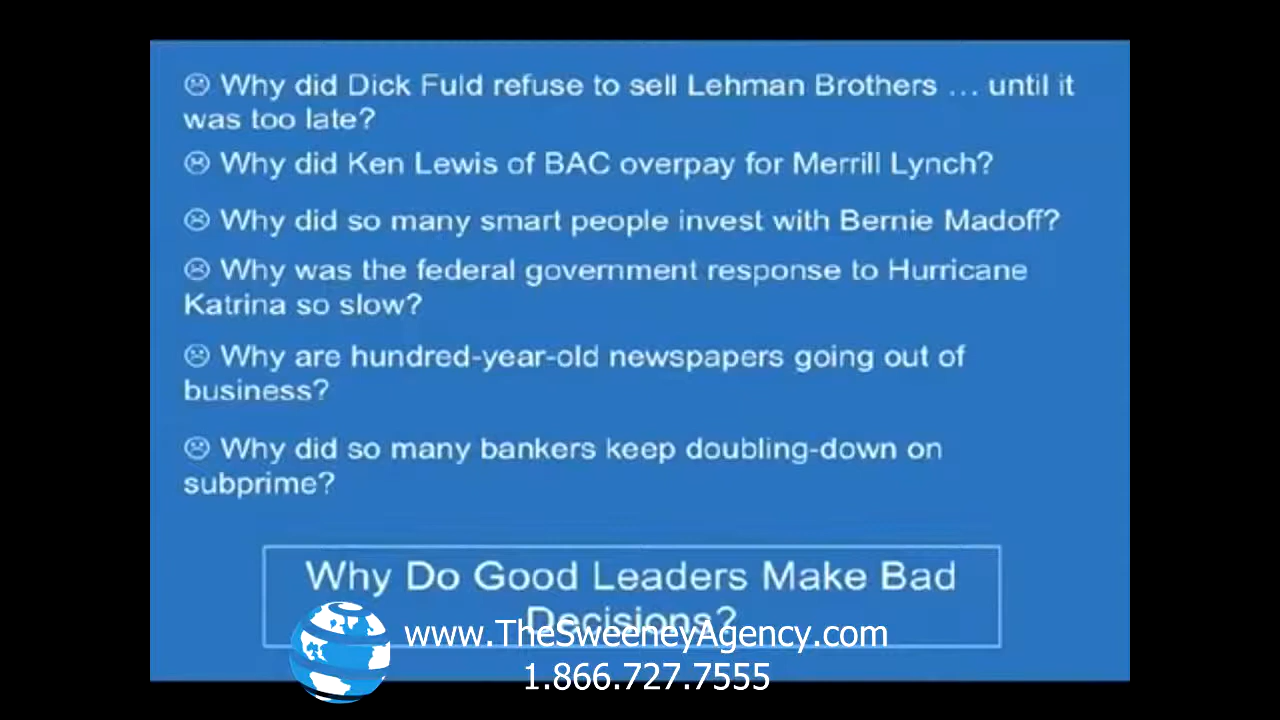 ☹ Why did Dick Fuld refuse to sell Lehman Brothers … until it
was too late?
☹ Why did Ken Lewis of BAC overpay for Merrill Lynch?
☹ Why did so many smart people invest with Bernie Madoff?
☹ Why was the federal government response to Hurricane
Katrina so slow?
☹ Why are hundred-year-old newspapers going out of
business?
☹ Why did so many bankers keep doubling-down on
subprime?
Why Do Good Leaders Make Bad
Decisions?
www.TheSweeneyAgency.com
1.866.727.7555